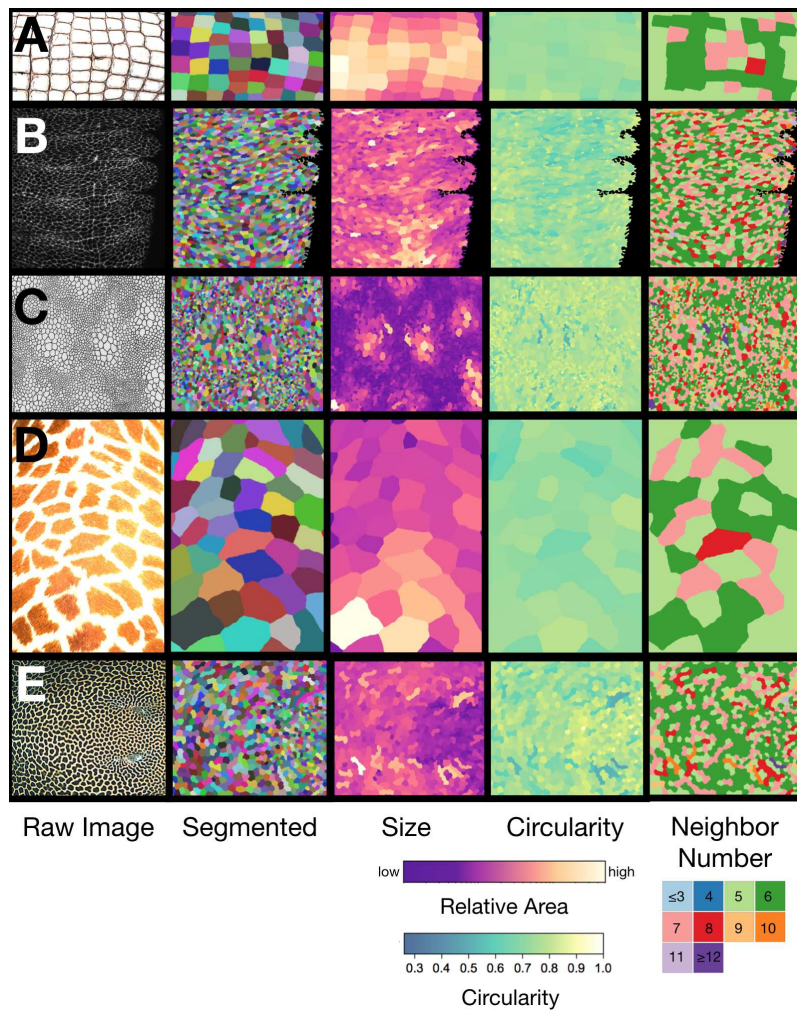 A
B
C
D
E
Raw Image Segmented Size Circularity Neighbor
Number
low high
Relative Area
0.3 0.4 0.5 0.6 0.7 0.8 0.9 1.0
Circularity
≤3 4 5 6
7 8 9 10
11 ≥12